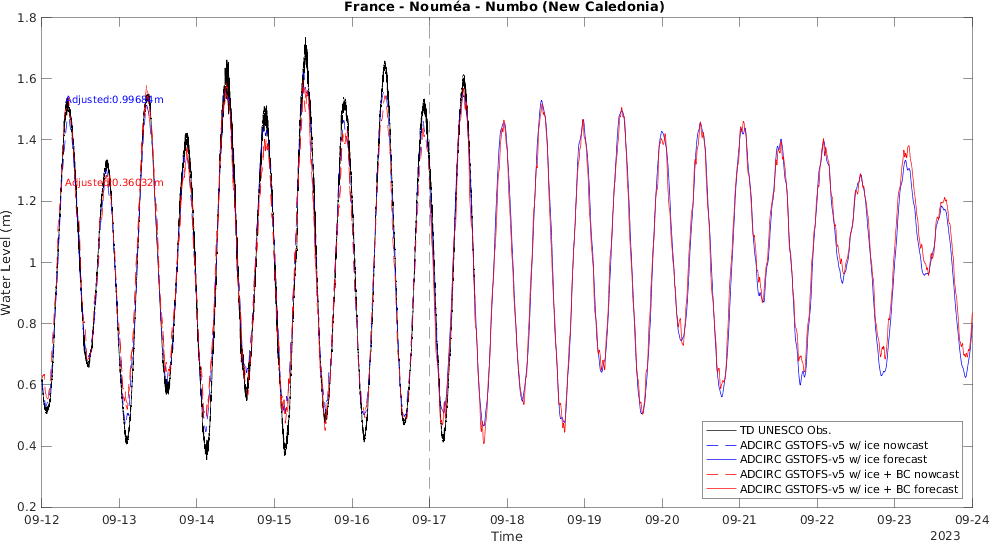 France - Nouméa - Numbo (New Caledonia)
1.8
1.6
1.4
1.2
1
0.8
0.6
0.4
0.2
Water Level (m)
Adjusted:0.99684m
Adjusted:0.36032m
TD UNESCO Obs.
ADCIRC GSTOFS-v5 w/ ice nowcast
ADCIRC GSTOFS-v5 w/ ice forecast
ADCIRC GSTOFS-v5 w/ ice + BC nowcast
ADCIRC GSTOFS-v5 w/ ice + BC forecast
09-12 09-13 09-14 09-15 09-16 09-17 09-18 09-19 09-20 09-21 09-22 09-23 09-24
Time
2023